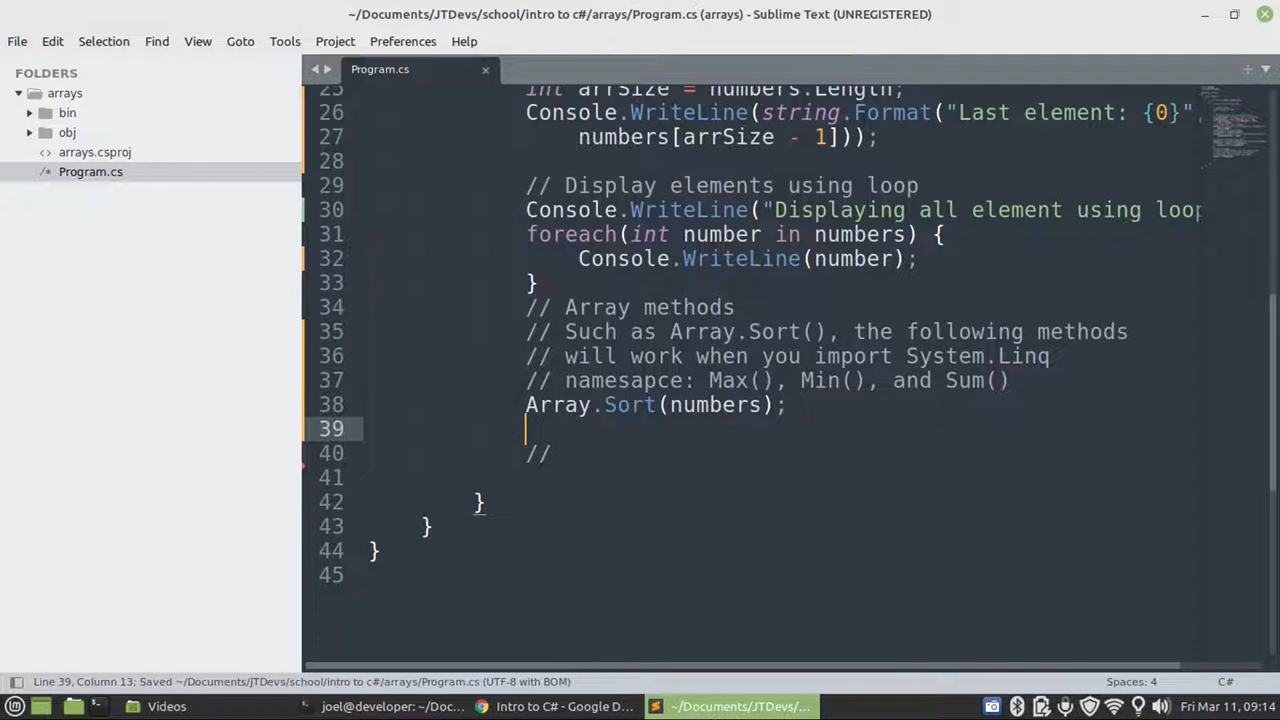 ~/Documents/JTDevs/school/intro to c#/arrays/Program.cs (arrays) - Sublime Text (UNREGISTERED)
File Edit Selection Find View Goto Tools Project Preferences Help
FOLDERS
arrays
bin
obj
<> arrays.csproj
/* Program.cs
Program.cs
25 int arrSize = numbers.Length;
26 Console.WriteLine(string.Format("Last element: {0}"
27 numbers[arrSize - 1]));
28
29 // Display elements using loop
30 Console.WriteLine("Displaying all element using loop
31 foreach(int number in numbers) {
32 Console.WriteLine(number);
33 }
34 // Array methods
35 // Such as Array.Sort(), the following methods
36 // will work when you import System.Linq
37 // namesapce: Max(), Min(), and Sum()
38 Array.Sort(numbers);
39
40 //
41
42 }
43 }
44 }
45
Line 39, Column 13; Saved ~/Documents/JTDevs/school/intro to c#/arrays/Program.cs (UTF-8 with BOM) Spaces: 4 C#
Videos joel@developer: ~/Doc... Intro to C# - Google D... ~/Documents/JTDevs/... Fri Mar 11, 09:14